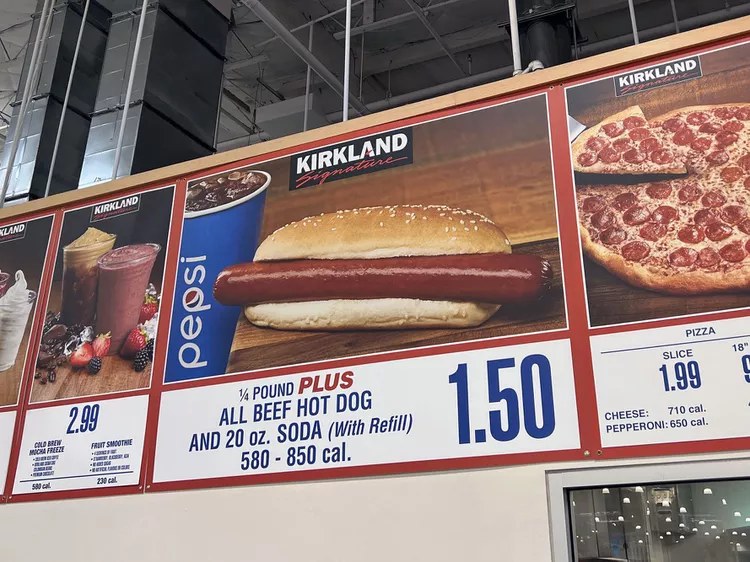 KIRKLAND
KIRKLAND
Signature
2.99
COLD BREW
MOCHA FREEZE
580 cal.
FRUIT SMOOTHIE
230 cal.
KIRKLAND
Signature
pepsi
1/4 POUND PLUS
ALL BEEF HOT DOG
AND 20 oz. SODA (With Refill)
580 - 850 cal.
1.50
KIRKLAND
Signature
PIZZA
SLICE
1.99
18"
CHEESE: 710 cal.
PEPPERONI: 650 cal.